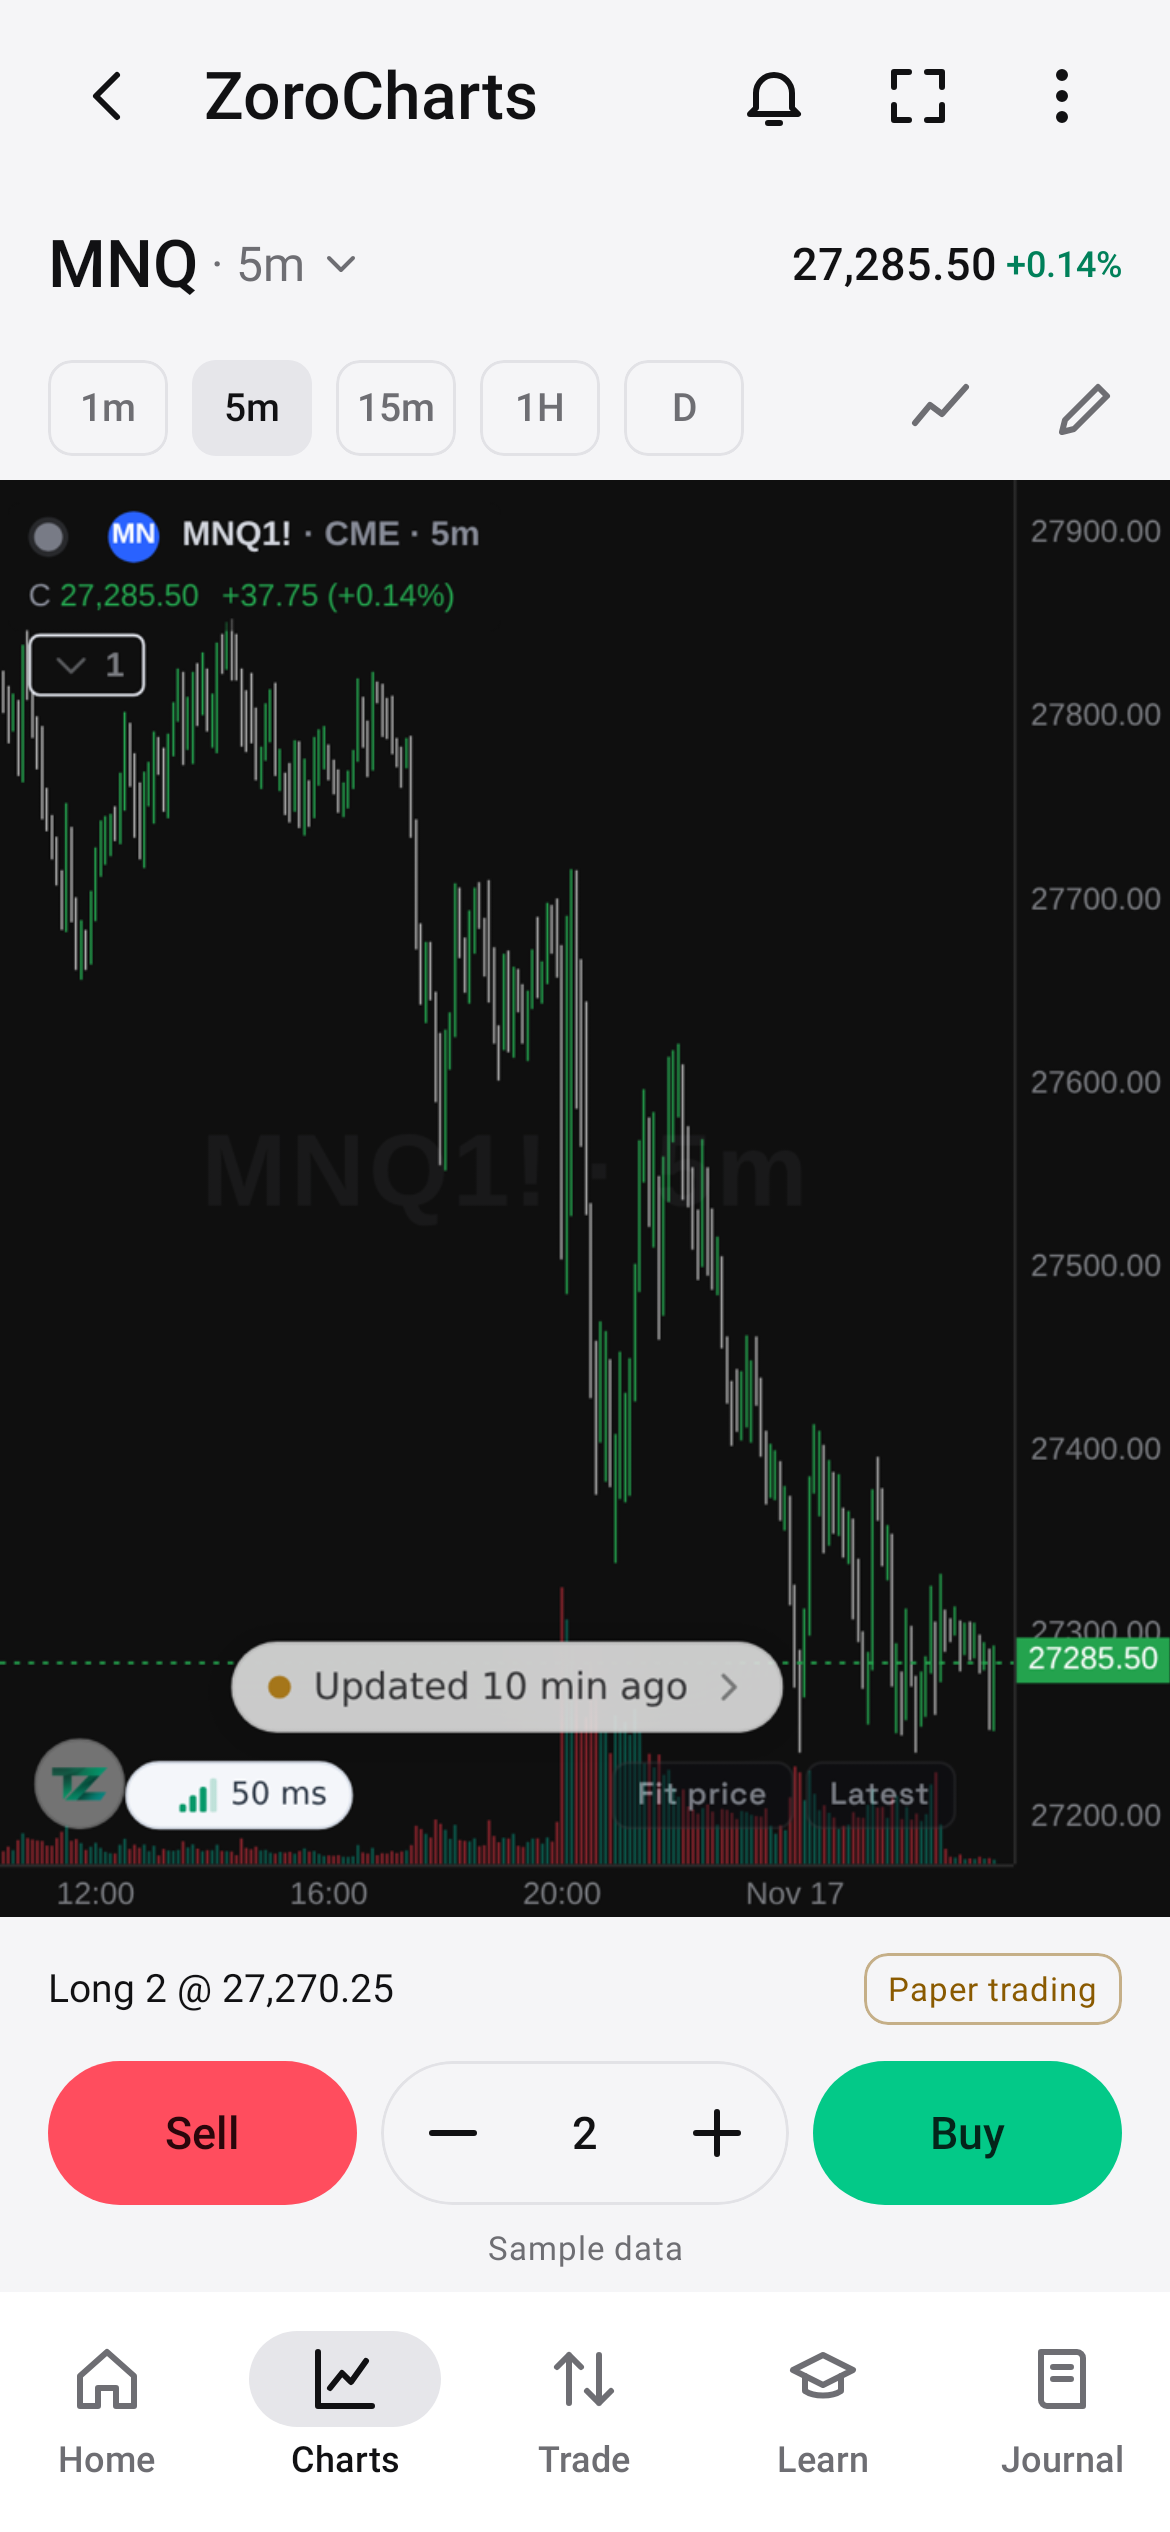 ZoroCharts
MNQ · 5m
27,285.50 +0.14%
1m 5m 15m 1H D
MN MNQ1! · CME · 5m
C 27,285.50 +37.75 (+0.14%)
1
27900.00
27800.00
27700.00
27600.00
MNQ1! · 5m
27500.00
27400.00
27300.00
27285.50
Updated 10 min ago
TZ 50 ms
Fit price Latest
27200.00
12:00 16:00 20:00 Nov 17
Long 2 @ 27,270.25
Paper trading
Sell 2 Buy
Sample data
Home Charts Trade Learn Journal